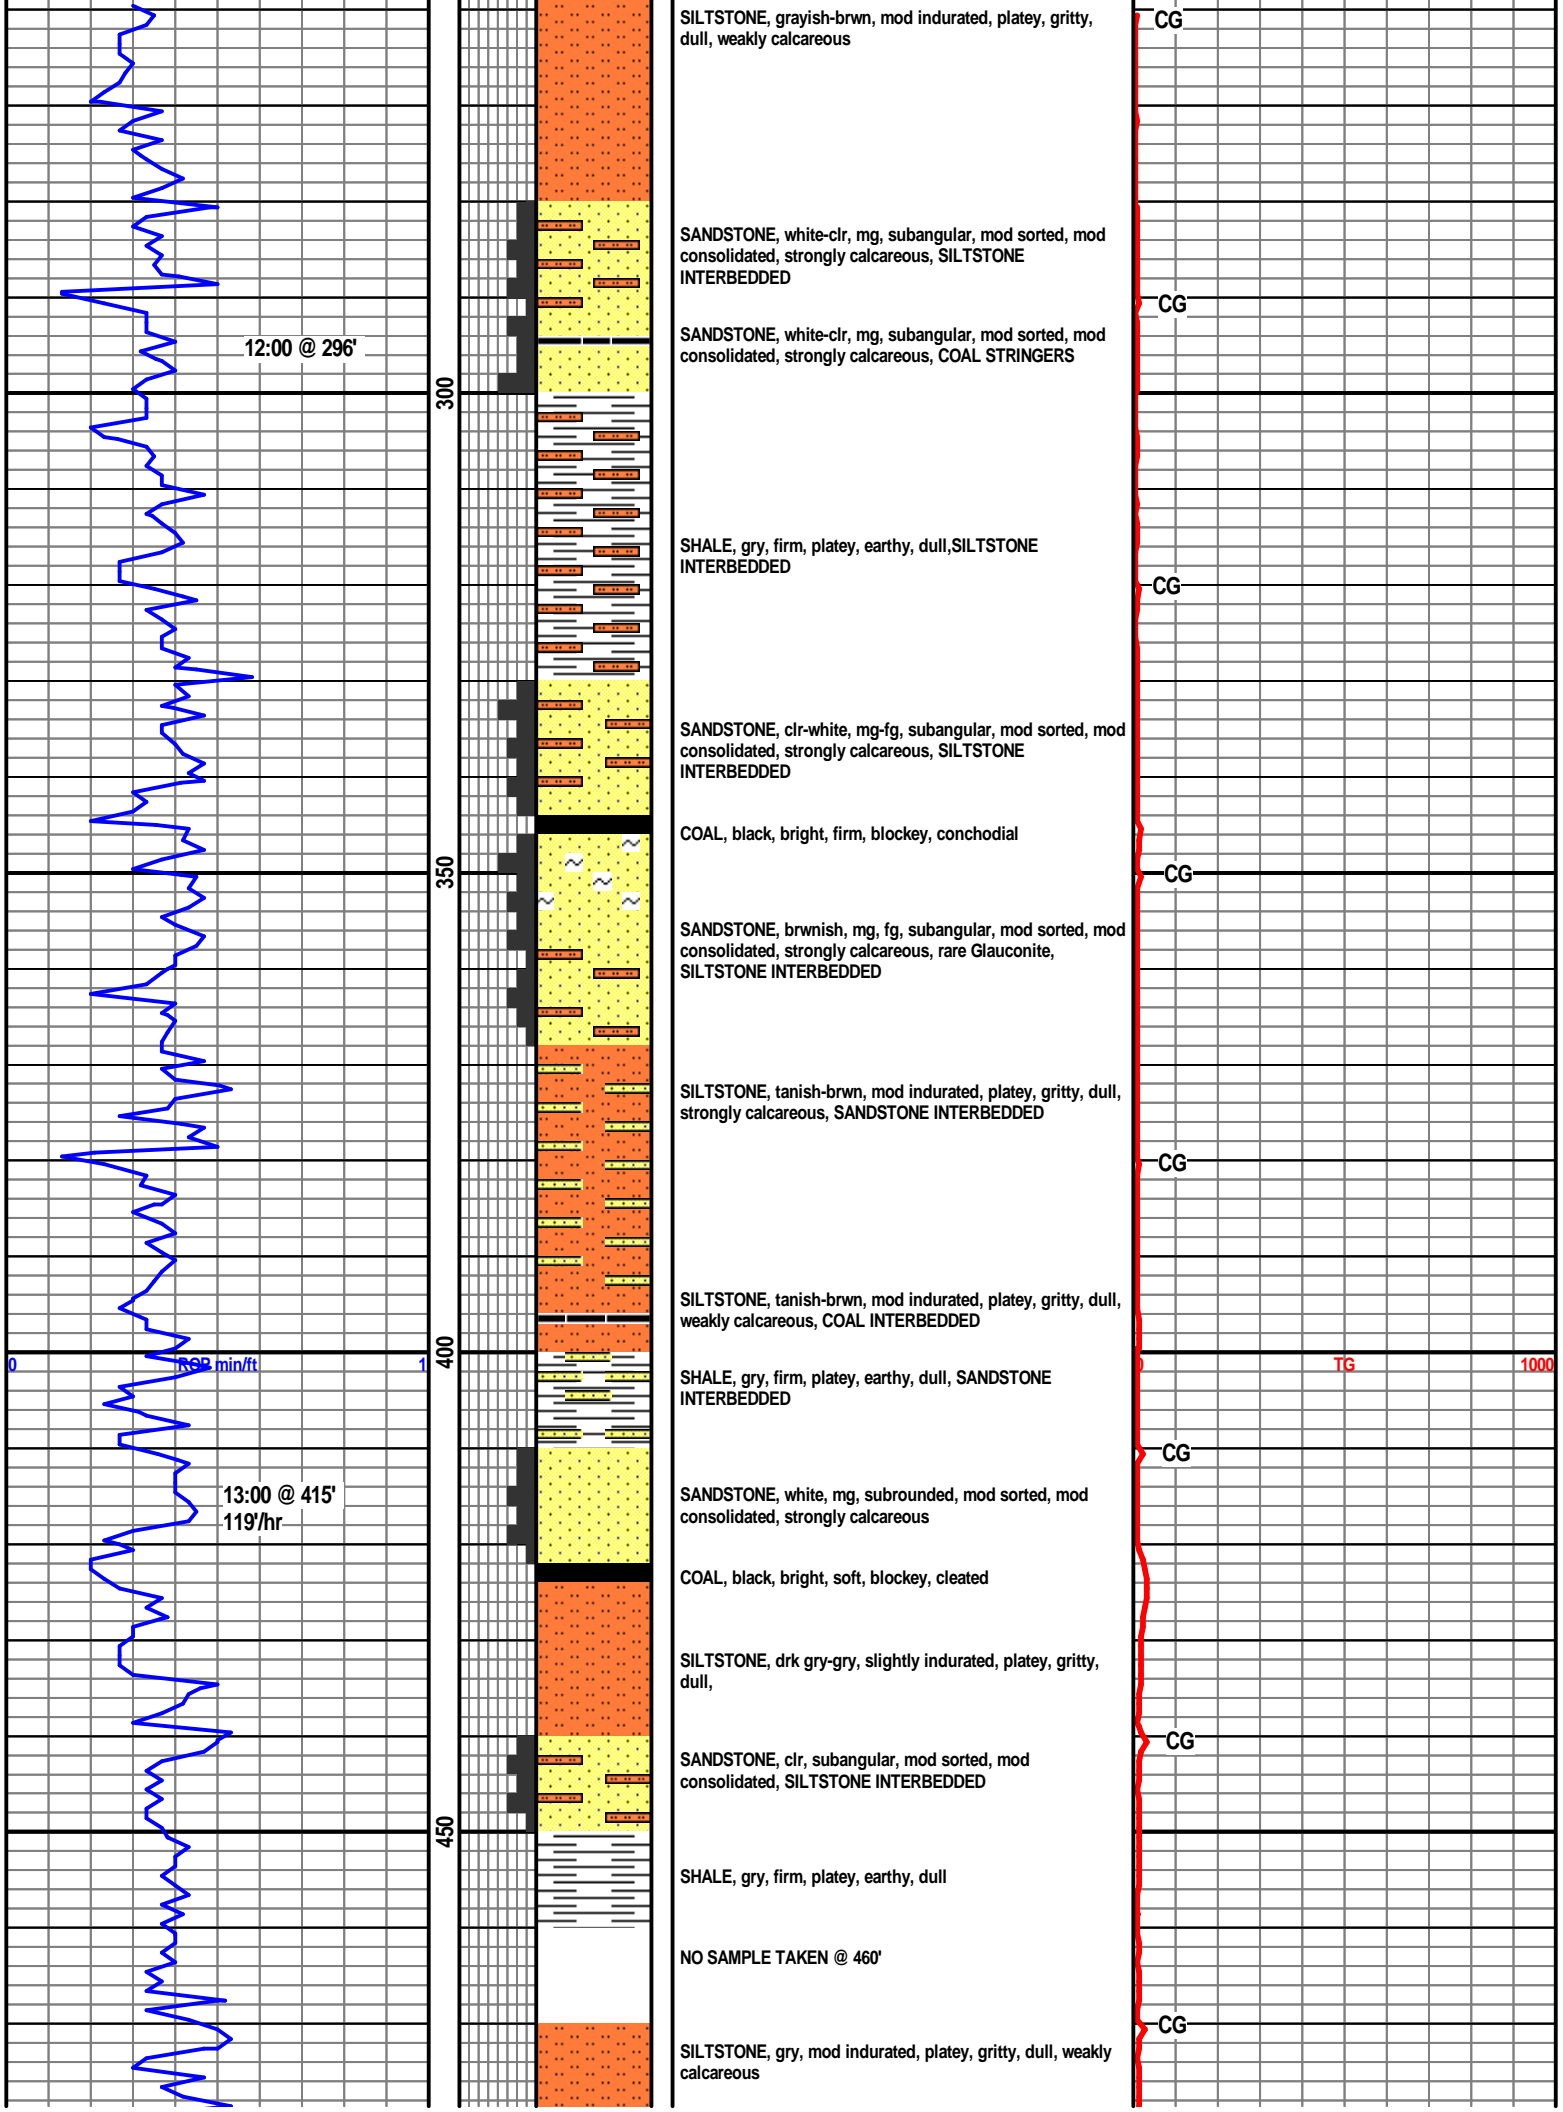 SILTSTONE, grayish-brwn, mod indurated, platey, gritty,
dull, weakly calcareous
CG
SANDSTONE, white-clr, mg, subangular, mod sorted, mod
consolidated, strongly calcareous, SILTSTONE
INTERBEDDED
CG
12:00 @ 296'
SANDSTONE, white-clr, mg, subangular, mod sorted, mod
consolidated, strongly calcareous, COAL STRINGERS
300
SHALE, gry, firm, platey, earthy, dull,SILTSTONE
INTERBEDDED
CG
SANDSTONE, clr-white, mg-fg, subangular, mod sorted, mod
consolidated, strongly calcareous, SILTSTONE
INTERBEDDED
COAL, black, bright, firm, blockey, conchodial
350
CG
SANDSTONE, brwnish, mg, fg, subangular, mod sorted, mod
consolidated, strongly calcareous, rare Glauconite,
SILTSTONE INTERBEDDED
SILTSTONE, tanish-brwn, mod indurated, platey, gritty, dull,
strongly calcareous, SANDSTONE INTERBEDDED
CG
SILTSTONE, tanish-brwn, mod indurated, platey, gritty, dull,
weakly calcareous, COAL INTERBEDDED
400
0 ROP min/ft 1
0 TG 1000
SHALE, gry, firm, platey, earthy, dull, SANDSTONE
INTERBEDDED
CG
13:00 @ 415'
119'/hr
SANDSTONE, white, mg, subrounded, mod sorted, mod
consolidated, strongly calcareous
COAL, black, bright, soft, blockey, cleated
SILTSTONE, drk gry-gry, slightly indurated, platey, gritty,
dull,
CG
SANDSTONE, clr, subangular, mod sorted, mod
consolidated, SILTSTONE INTERBEDDED
450
SHALE, gry, firm, platey, earthy, dull
NO SAMPLE TAKEN @ 460'
CG
SILTSTONE, gry, mod indurated, platey, gritty, dull, weakly
calcareous